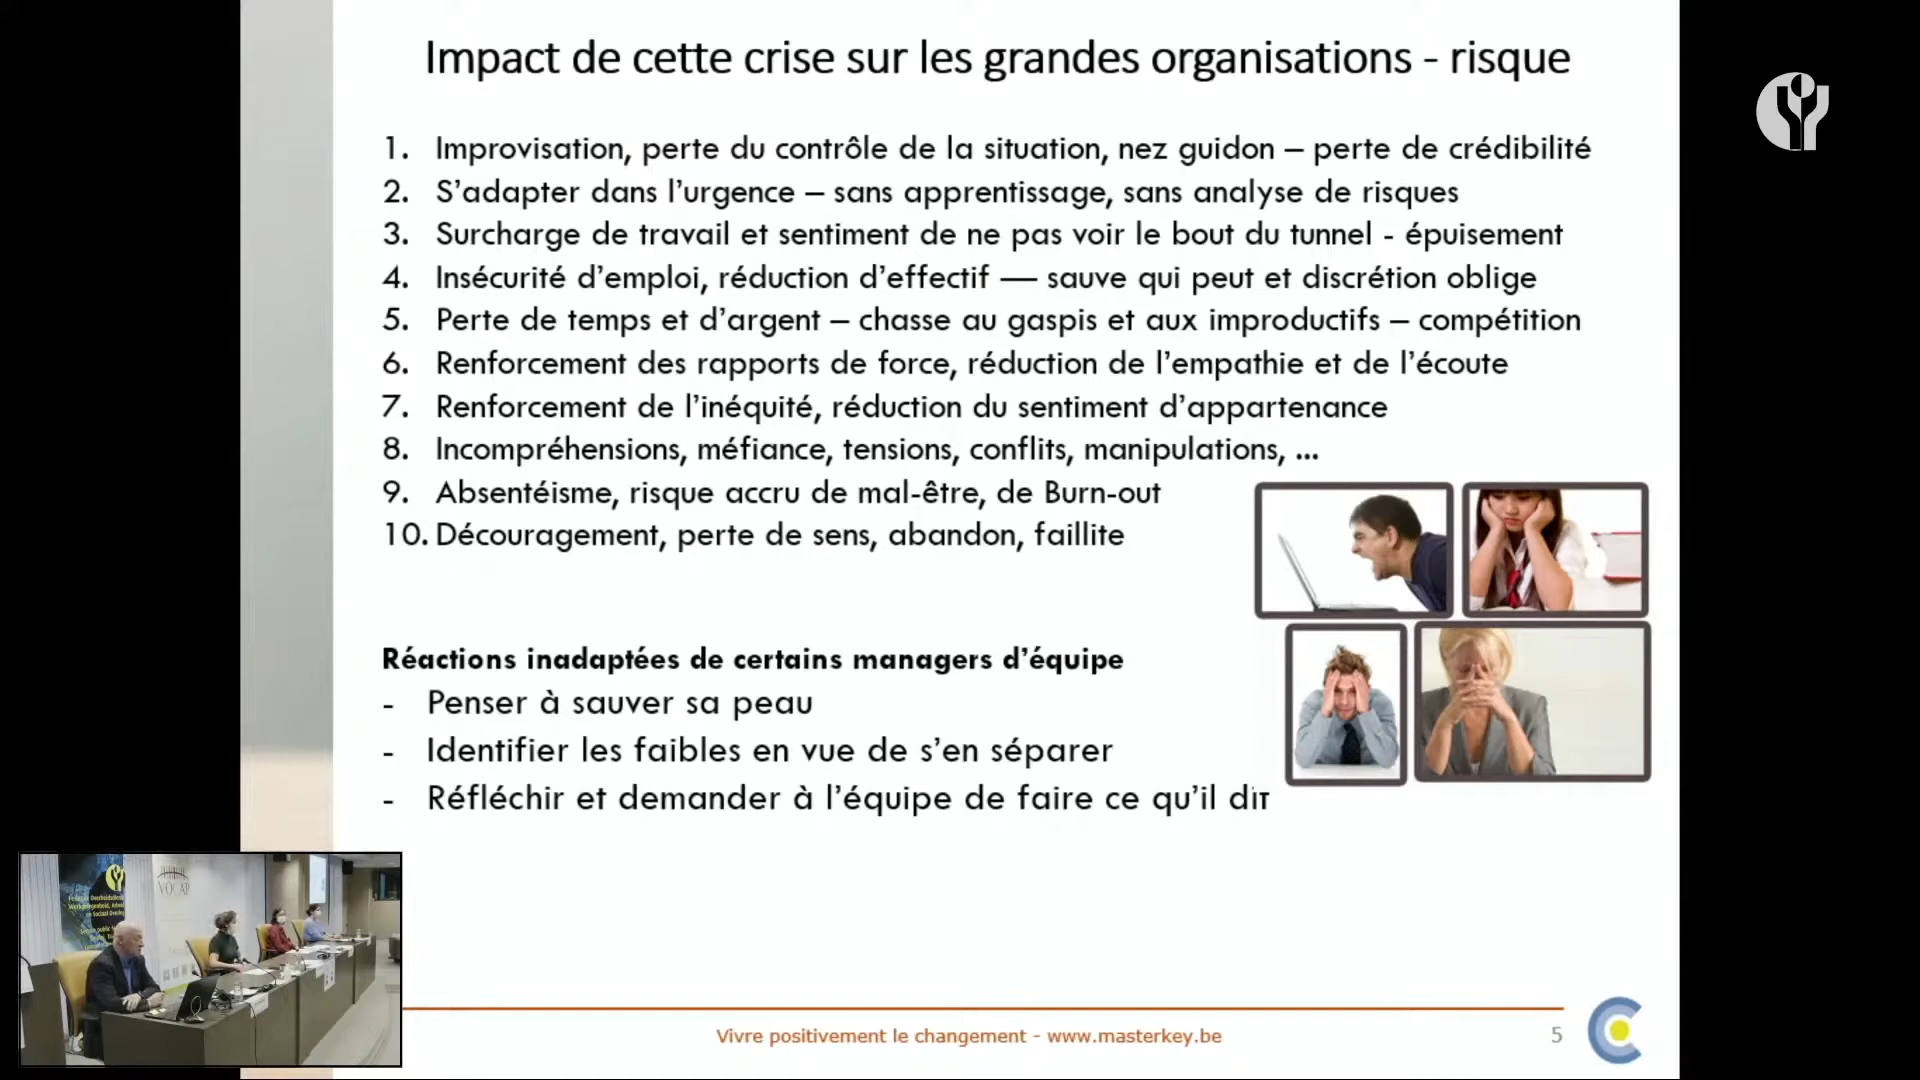 Impact de cette crise sur les grandes organisations - risque
1. Improvisation, perte du contrôle de la situation, nez guidon – perte de crédibilité
2. S’adapter dans l’urgence – sans apprentissage, sans analyse de risques
3. Surcharge de travail et sentiment de ne pas voir le bout du tunnel - épuisement
4. Insécurité d’emploi, réduction d’effectif –– sauve qui peut et discrétion oblige
5. Perte de temps et d’argent – chasse au gaspis et aux improductifs – compétition
6. Renforcement des rapports de force, réduction de l’empathie et de l’écoute
7. Renforcement de l’inéquité, réduction du sentiment d’appartenance
8. Incompréhensions, méfiance, tensions, conflits, manipulations, ...
9. Absentéisme, risque accru de mal-être, de Burn-out
10. Découragement, perte de sens, abandon, faillite
Réactions inadaptées de certains managers d’équipe
- Penser à sauver sa peau
- Identifier les faibles en vue de s’en séparer
- Réfléchir et demander à l’équipe de faire ce qu’il dit
VOCAP
Vivre positivement le changement - www.masterkey.be
5